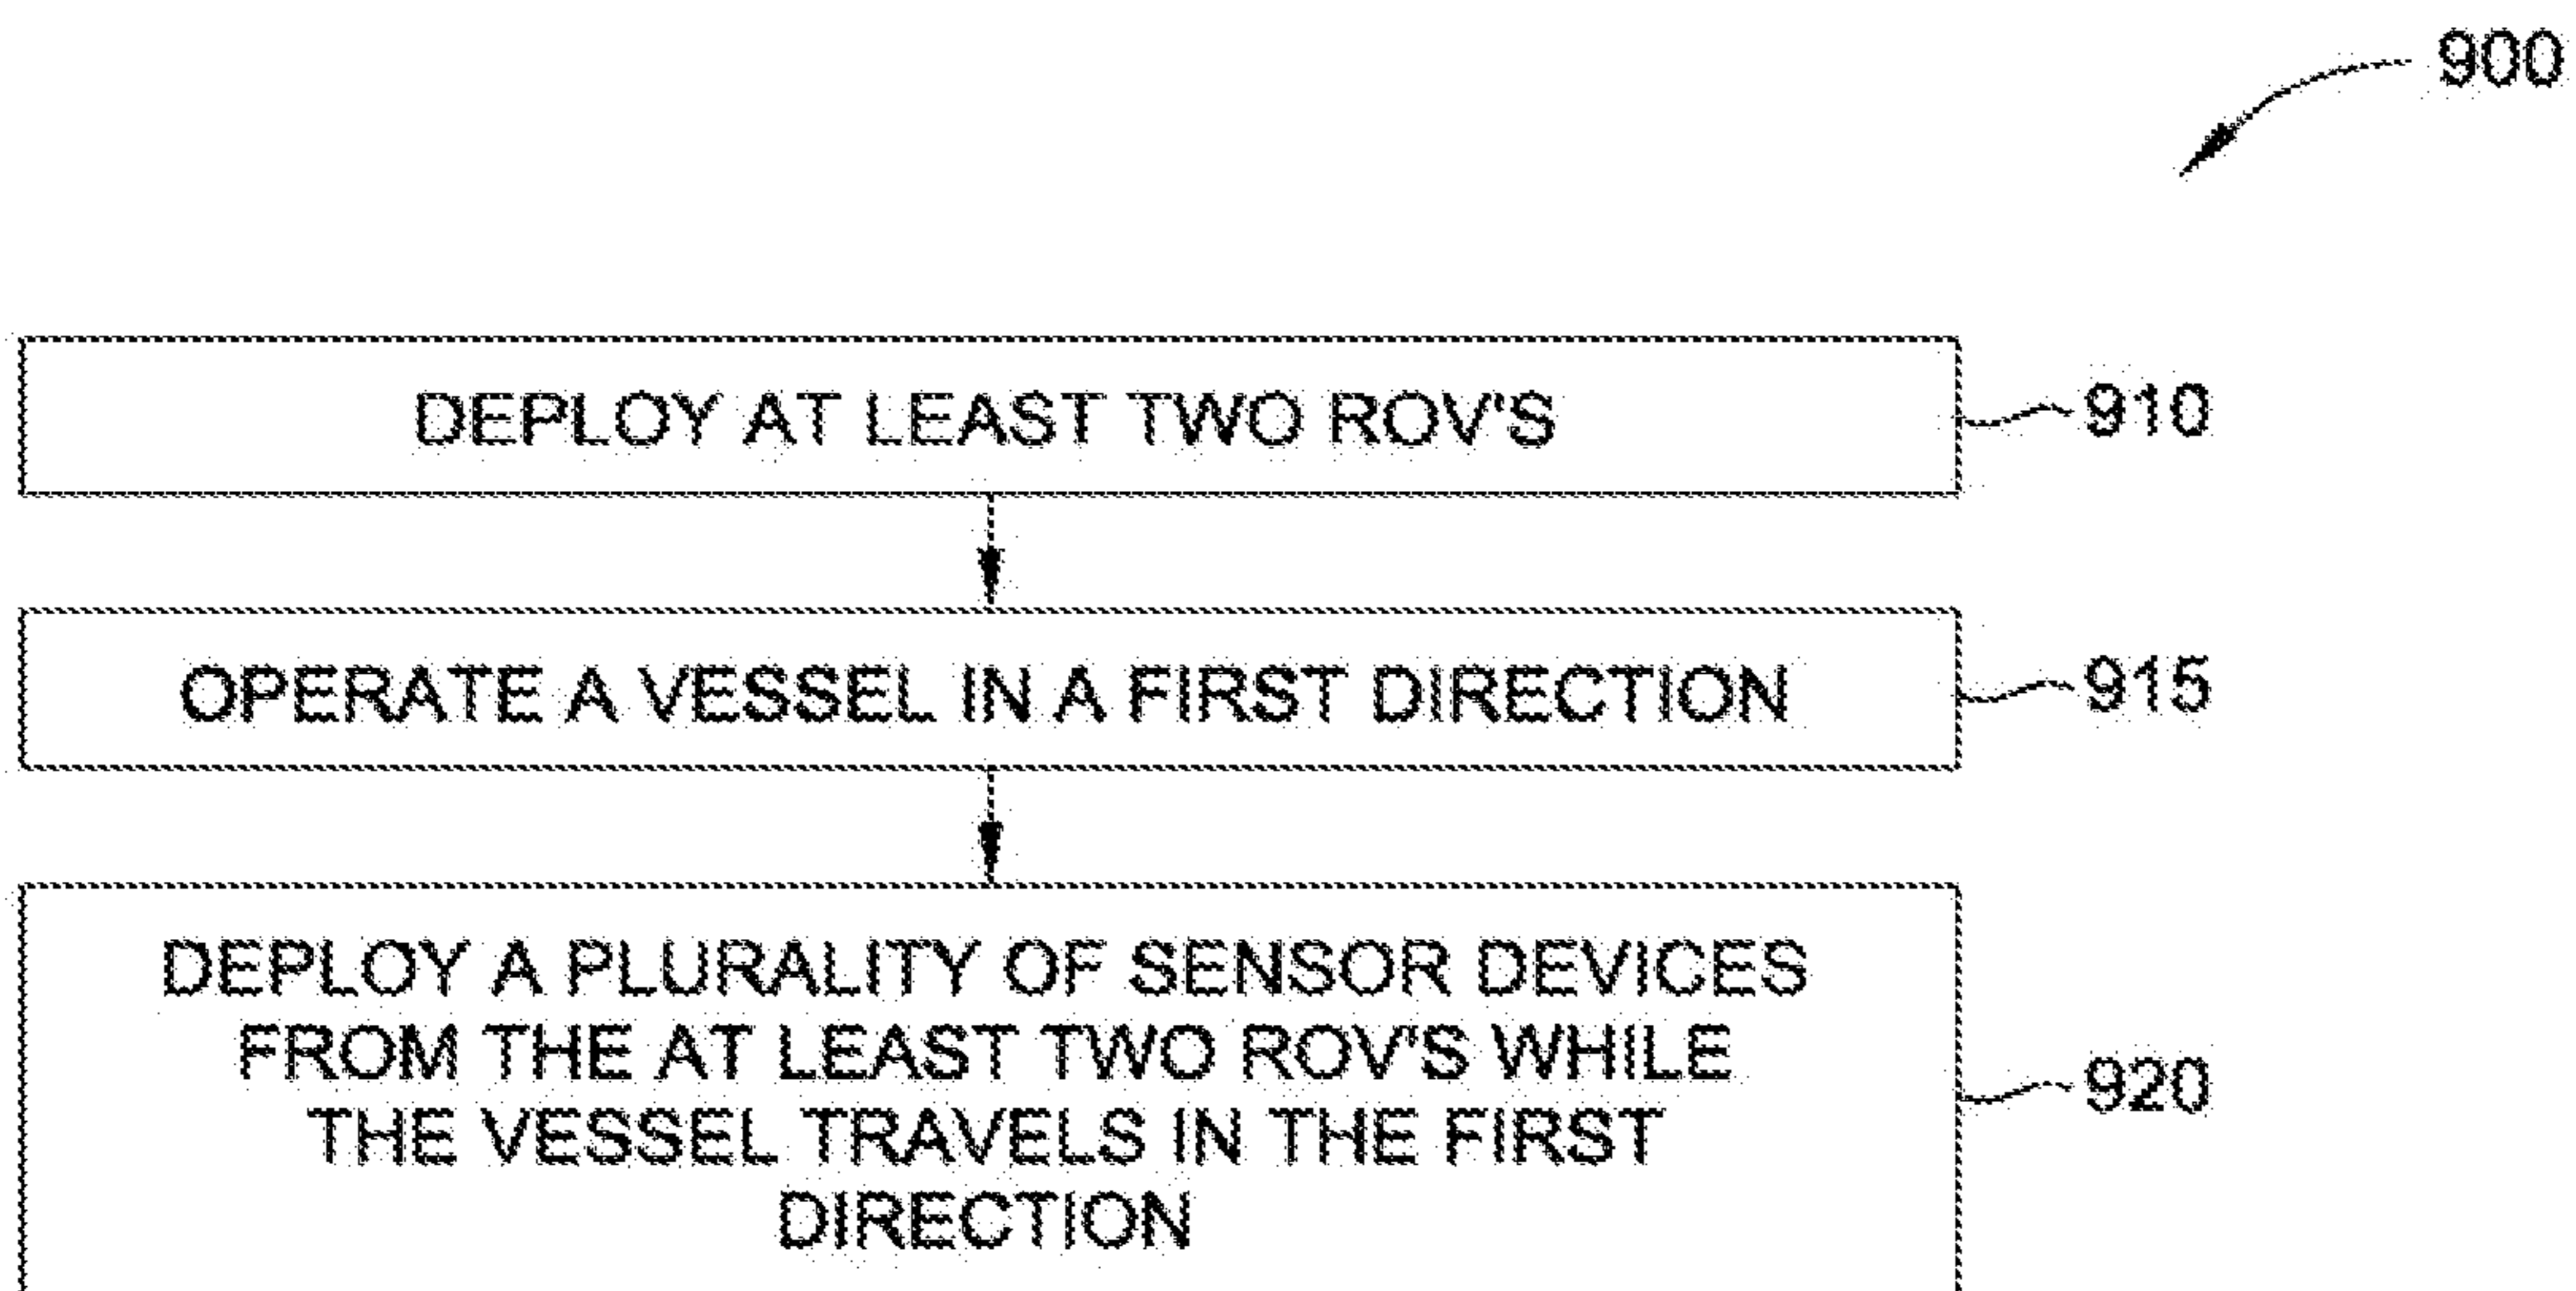 900
DEPLOY AT LEAST TWO ROV'S
910
OPERATE A VESSEL IN A FIRST DIRECTION
915
DEPLOY A PLURALITY OF SENSOR DEVICES
FROM THE AT LEAST TWO ROV'S WHILE
THE VESSEL TRAVELS IN THE FIRST
DIRECTION
920